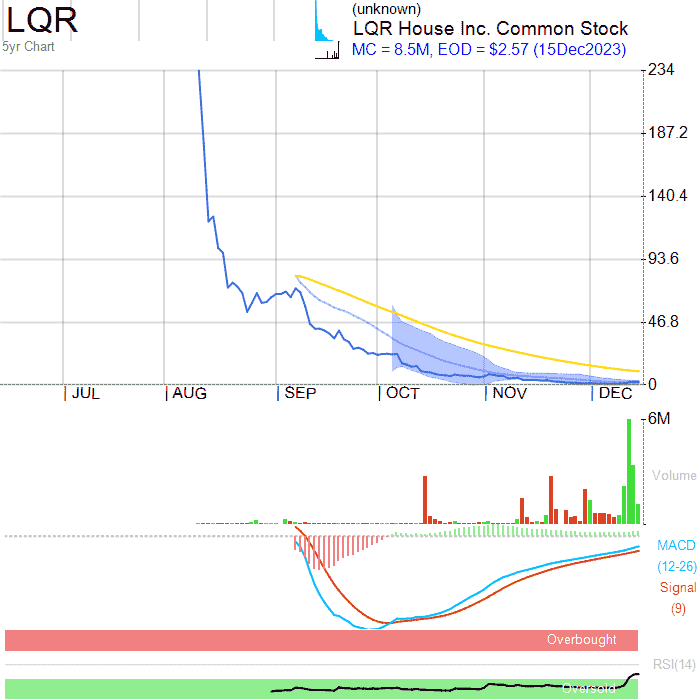 LQR
5yr Chart
(unknown)
LQR House Inc. Common Stock
MC = 8.5M, EOD = $2.57 (15Dec2023)
234
187.2
140.4
93.6
46.8
0
JUL AUG SEP OCT NOV DEC
6M
Volume
MACD
(12-26)
Signal
(9)
Overbought
RSI(14)
Oversold